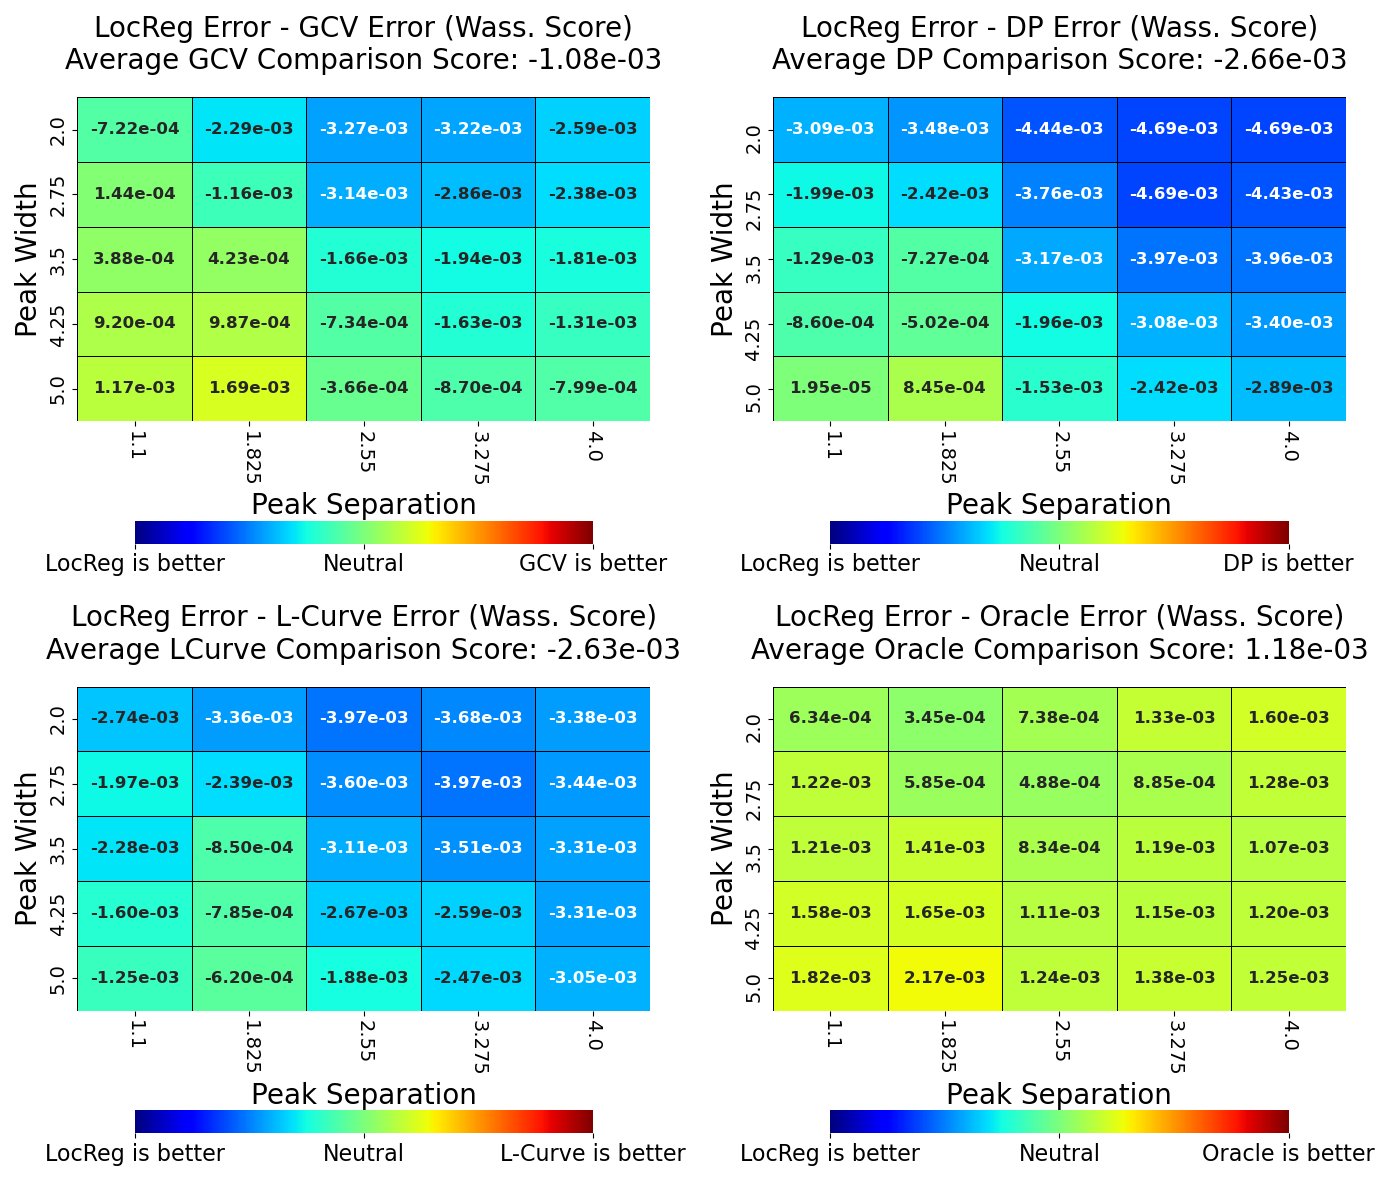 LocReg Error - GCV Error (Wass. Score)
Average GCV Comparison Score: -1.08e-03
Peak Width
2.0
-7.22e-04 -2.29e-03 -3.27e-03 -3.22e-03 -2.59e-03
2.75
1.44e-04 -1.16e-03 -3.14e-03 -2.86e-03 -2.38e-03
3.5
3.88e-04 4.23e-04 -1.66e-03 -1.94e-03 -1.81e-03
4.25
9.20e-04 9.87e-04 -7.34e-04 -1.63e-03 -1.31e-03
5.0
1.17e-03 1.69e-03 -3.66e-04 -8.70e-04 -7.99e-04
1.1 1.825 2.55 3.275 4.0
Peak Separation
LocReg is better Neutral GCV is better
LocReg Error - DP Error (Wass. Score)
Average DP Comparison Score: -2.66e-03
Peak Width
2.0
-3.09e-03 -3.48e-03 -4.44e-03 -4.69e-03 -4.69e-03
2.75
-1.99e-03 -2.42e-03 -3.76e-03 -4.69e-03 -4.43e-03
3.5
-1.29e-03 -7.27e-04 -3.17e-03 -3.97e-03 -3.96e-03
4.25
-8.60e-04 -5.02e-04 -1.96e-03 -3.08e-03 -3.40e-03
5.0
1.95e-05 8.45e-04 -1.53e-03 -2.42e-03 -2.89e-03
1.1 1.825 2.55 3.275 4.0
Peak Separation
LocReg is better Neutral DP is better
LocReg Error - L-Curve Error (Wass. Score)
Average LCurve Comparison Score: -2.63e-03
Peak Width
2.0
-2.74e-03 -3.36e-03 -3.97e-03 -3.68e-03 -3.38e-03
2.75
-1.97e-03 -2.39e-03 -3.60e-03 -3.97e-03 -3.44e-03
3.5
-2.28e-03 -8.50e-04 -3.11e-03 -3.51e-03 -3.31e-03
4.25
-1.60e-03 -7.85e-04 -2.67e-03 -2.59e-03 -3.31e-03
5.0
-1.25e-03 -6.20e-04 -1.88e-03 -2.47e-03 -3.05e-03
1.1 1.825 2.55 3.275 4.0
Peak Separation
LocReg is better Neutral L-Curve is better
LocReg Error - Oracle Error (Wass. Score)
Average Oracle Comparison Score: 1.18e-03
Peak Width
2.0
6.34e-04 3.45e-04 7.38e-04 1.33e-03 1.60e-03
2.75
1.22e-03 5.85e-04 4.88e-04 8.85e-04 1.28e-03
3.5
1.21e-03 1.41e-03 8.34e-04 1.19e-03 1.07e-03
4.25
1.58e-03 1.65e-03 1.11e-03 1.15e-03 1.20e-03
5.0
1.82e-03 2.17e-03 1.24e-03 1.38e-03 1.25e-03
1.1 1.825 2.55 3.275 4.0
Peak Separation
LocReg is better Neutral Oracle is better